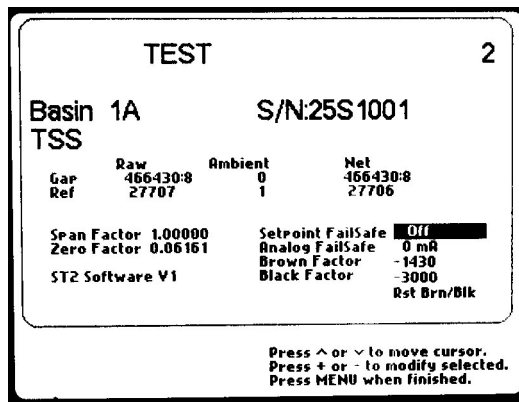 TEST 2
Basin 1A S/N:25S1001
TSS
Raw Ambient Net
Gap 466430:8 0 466430:8
Ref 27707 1 27706
Span Factor 1.00000 Setpoint FailSafe Off
Zero Factor 0.06161 Analog FailSafe 0 mA
Brown Factor -1430
ST2 Software V1 Black Factor -3000
Rst Brn/Blk
Press ^ or v to move cursor.
Press + or - to modify selected.
Press MENU when finished.